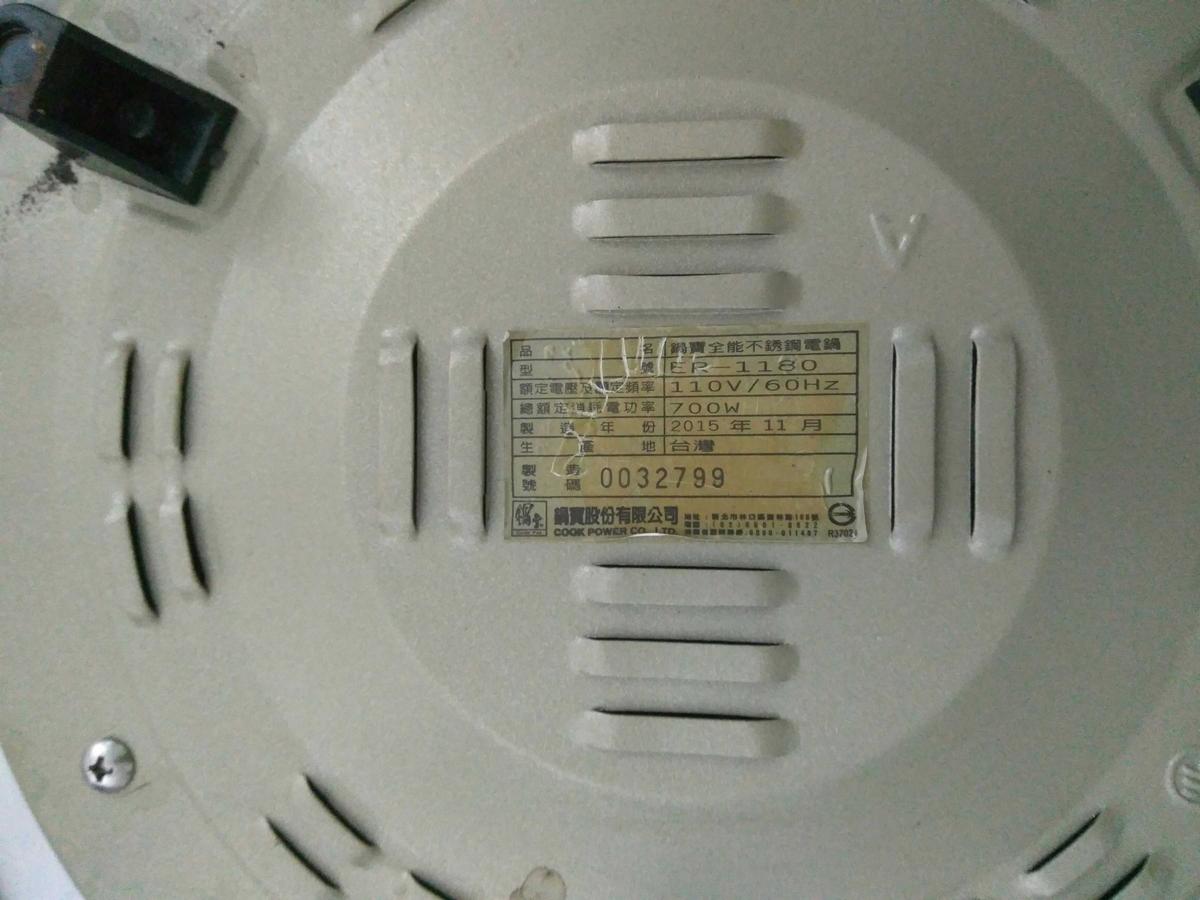 V
品 名 鍋寶全能不銹鋼電鍋
型 號 ER-1180
額定電壓及額定頻率 110V/60Hz
總額定消耗電功率 700W
製 造 年 份 2015 年 11 月
生 產 地 台灣
製 造 號 碼 0032799
鍋寶股份有限公司
COOK POWER CO., LTD.